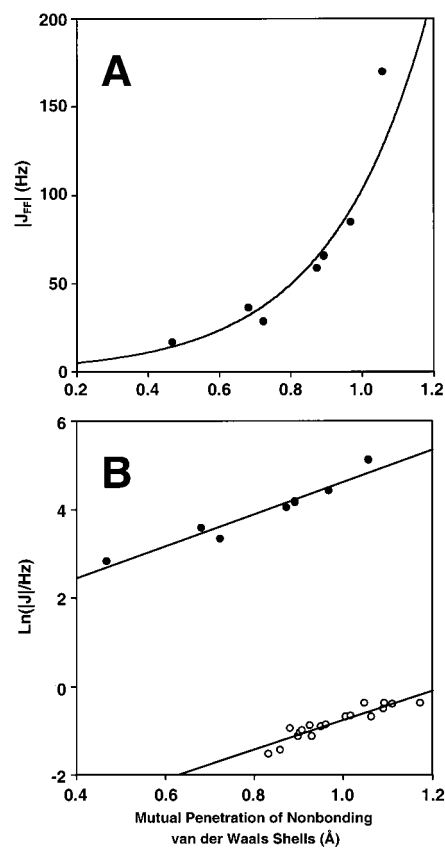 200
A
150
|J_FF| (Hz)
100
50
0
0.2 0.4 0.6 0.8 1.0 1.2
6
B
4
Ln(|J|/Hz)
2
0
-2
0.4 0.6 0.8 1.0 1.2
Mutual Penetration of Nonbonding
van der Waals Shells (Å)